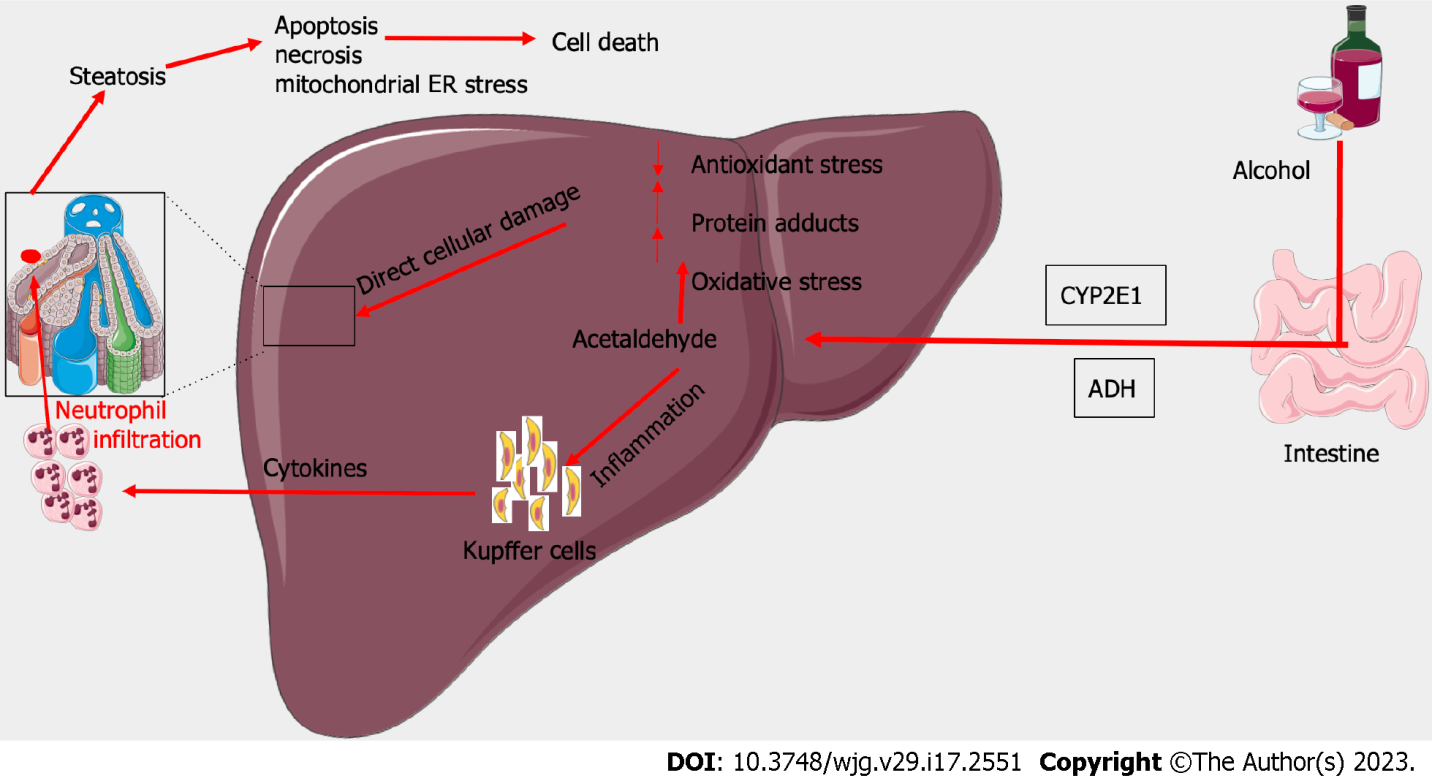 Apoptosis
necrosis
mitochondrial ER stress
Cell death
Steatosis
Alcohol
Antioxidant stress
Protein adducts
Oxidative stress
Direct cellular damage
Acetaldehyde
CYP2E1
ADH
Intestine
Inflammation
Neutrophil
infiltration
Cytokines
Kupffer cells
DOI: 10.3748/wjg.v29.i17.2551 Copyright ©The Author(s) 2023.